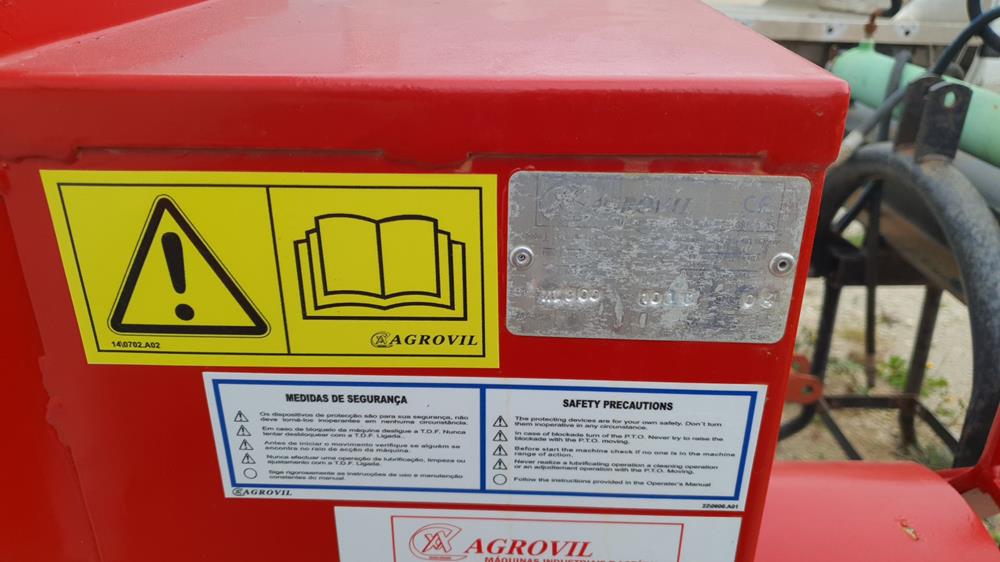 14\0702.A02
AGROVIL
AGROVIL CE
MEDIDAS DE SEGURANÇA
Os dispositivos de protecção são para sua segurança, não
deve torná-los inoperantes em nenhuma circunstância.
Em caso de bloqueio da máquina desligue a T.D.F. Nunca
tentar desbloquear com a T.D.F. Ligada.
Antes de iniciar o movimento verifique se alguém se
encontra no raio de acção da máquina.
Nunca efectuar uma operação de lubrificação, limpeza ou
ajustamento com a T.D.F. Ligada.
Siga rigorosamente as instruções de uso e manutenção
constantes do manual.
AGROVIL
SAFETY PRECAUTIONS
The protecting devices are for your own safety. Don't turn
them inoperative in any circumstance.
In case of blockade turn of the P.T.O. Never try to raise the
blockade with the P.T.O. moving.
Before start the machine check if no one is in the machine
range of action.
Never realize a lubrificating operation a cleaning operation
or an adjustment operation with the P.T.O. Moving.
Follow the instructions provided in the Operater's Manual
22\0600.A01
AGROVIL
MÁQUINAS INDUSTRIAIS